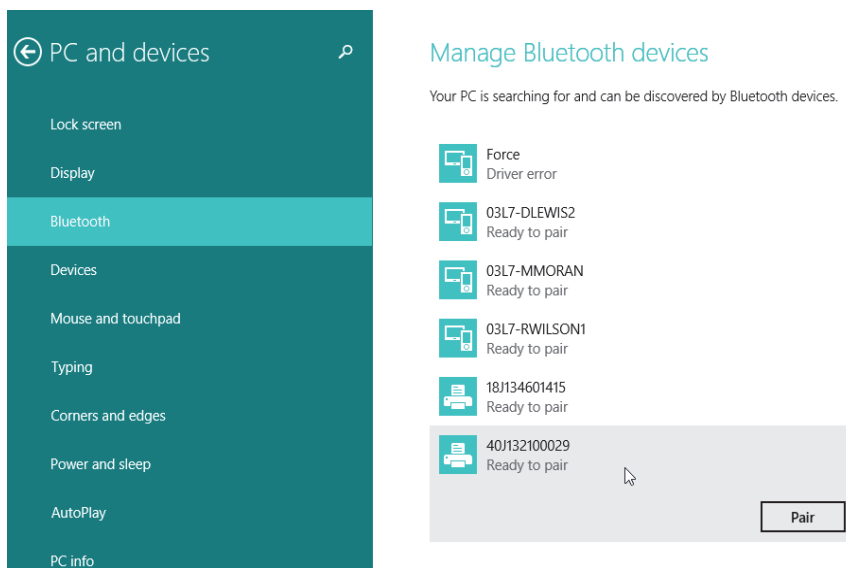 PC and devices
Lock screen
Display
Bluetooth
Devices
Mouse and touchpad
Typing
Corners and edges
Power and sleep
AutoPlay
PC info
Manage Bluetooth devices
Your PC is searching for and can be discovered by Bluetooth devices.
Force
Driver error
03L7-DLEWIS2
Ready to pair
03L7-MMORAN
Ready to pair
03L7-RWILSON1
Ready to pair
18J134601415
Ready to pair
40J132100029
Ready to pair
Pair